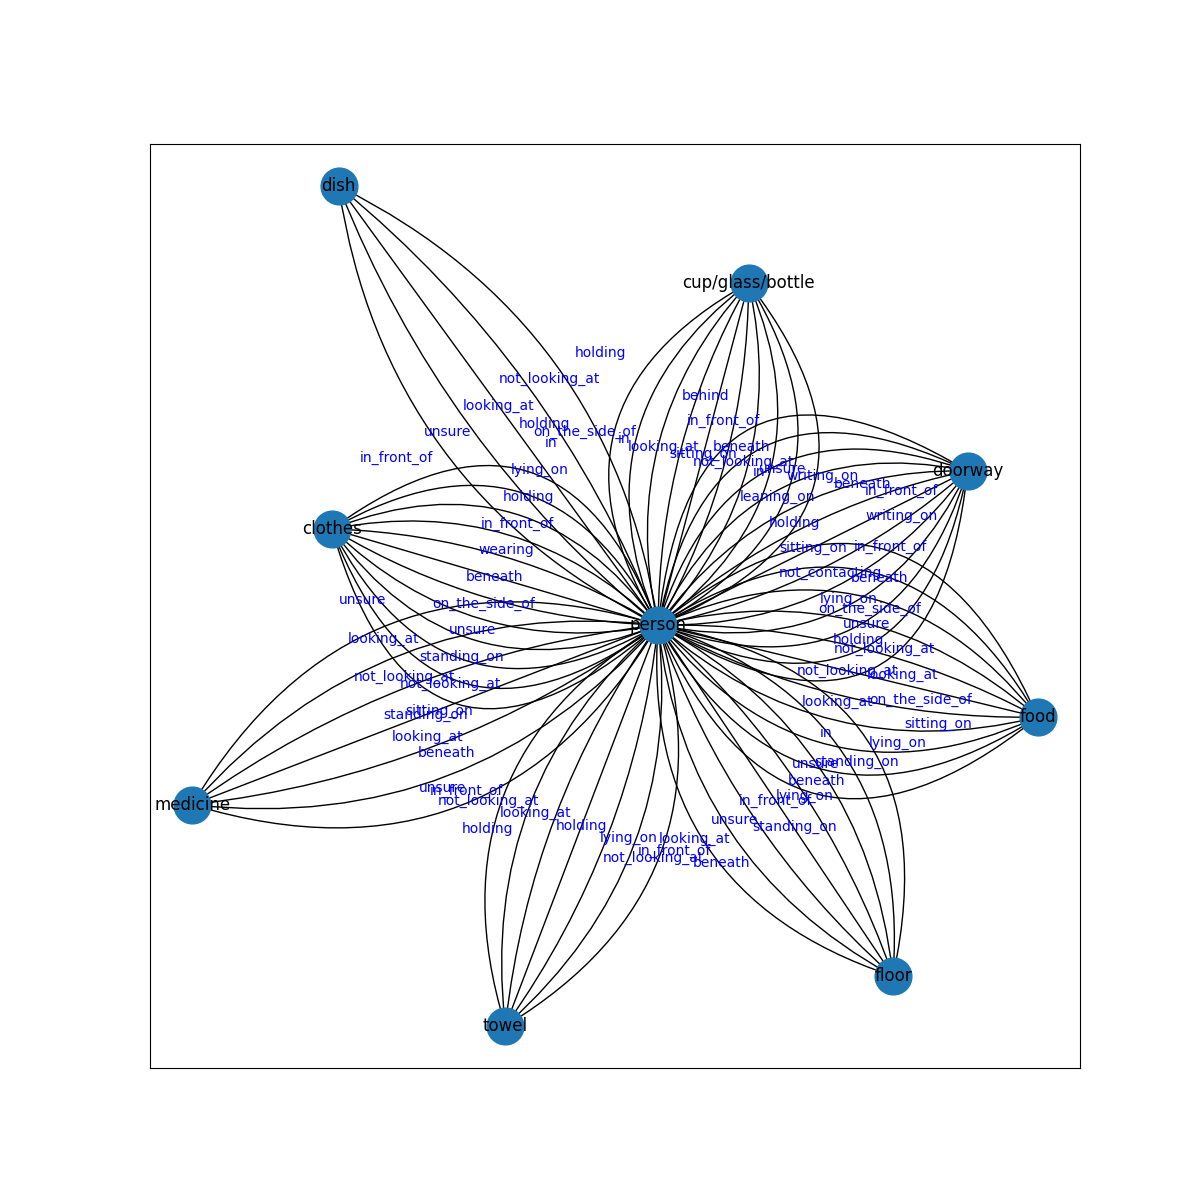 dish
cup/glass/bottle
holding
not_looking_at
behind
looking_at
in_front_of
holding
unsure
on_the_side_of
in
in
looking_at
beneath
sitting_on
in_front_of
not_looking_at
lying_on
in
unsure
doorway
writing_on
beneath
in_front_of
holding
leaning_on
writing_on
in_front_of
holding
clothes
wearing
sitting_on
in_front_of
not_contacting
beneath
beneath
unsure
on_the_side_of
lying_on
on_the_side_of
person
unsure
unsure
looking_at
holding
not_looking_at
standing_on
not_looking_at
looking_at
not_looking_at
not_looking_at
on_the_side_of
looking_at
sitting_on
standing_on
food
sitting_on
in
looking_at
lying_on
beneath
unsure
standing_on
beneath
unsure
in_front_of
lying_on
not_looking_at
in_front_of
medicine
looking_at
unsure
holding
holding
standing_on
lying_on
looking_at
in_front_of
not_looking_at
beneath
floor
towel